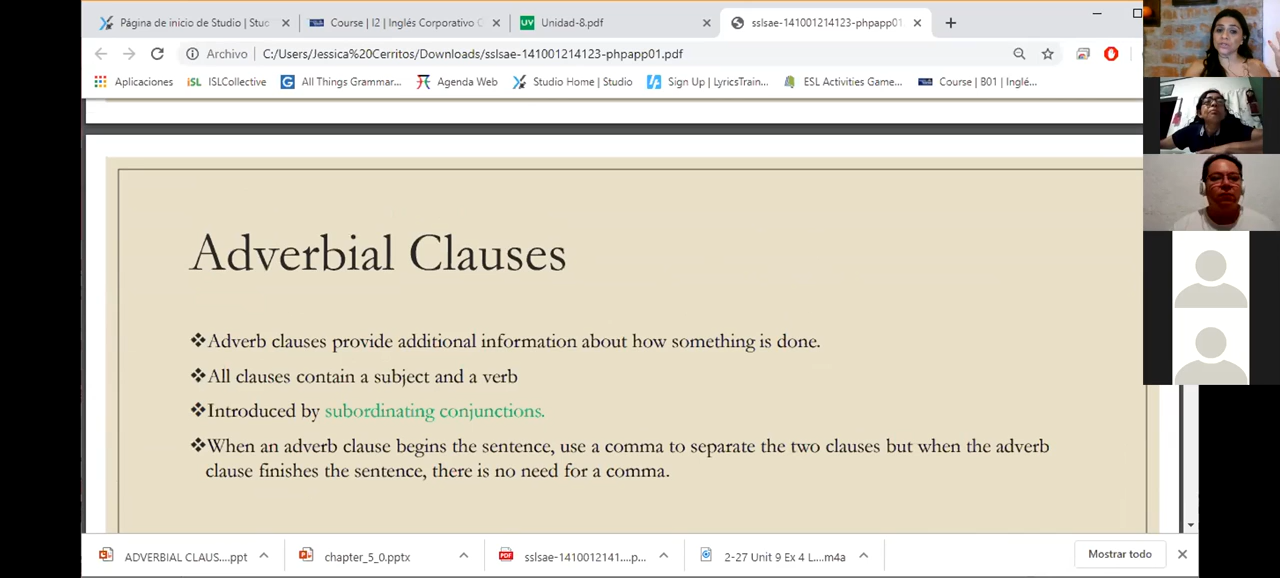 Página de inicio de Studio | Stud
Course | I2 | Inglés Corporativo C
Unidad-8.pdf
sslsae-141001214123-phpapp01.
Archivo
C:/Users/Jessica%20Cerritos/Downloads/sslsae-141001214123-phpapp01.pdf
Aplicaciones
iSL ISLCollective
All Things Grammar...
Agenda Web
Studio Home | Studio
Sign Up | LyricsTrain...
ESL Activities Game...
Course | B01 | Inglé...
Adverbial Clauses
❖Adverb clauses provide additional information about how something is done.
❖All clauses contain a subject and a verb
❖Introduced by subordinating conjunctions.
❖When an adverb clause begins the sentence, use a comma to separate the two clauses but when the adverb
clause finishes the sentence, there is no need for a comma.
ADVERBIAL CLAUS....ppt
chapter_5_0.pptx
sslsae-1410012141....p...
2-27 Unit 9 Ex 4 L....m4a
Mostrar todo